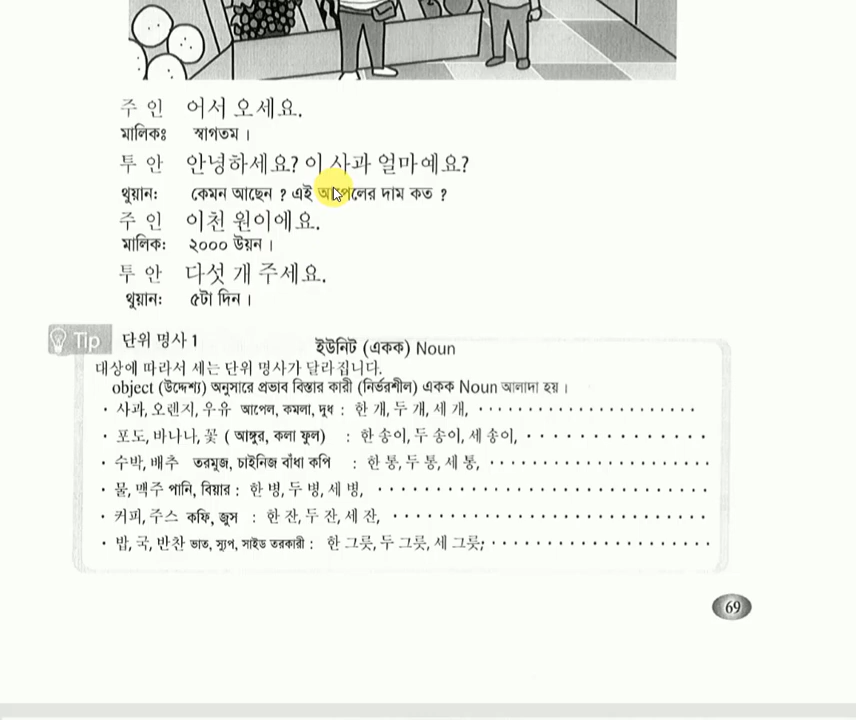 주 인 어서 오세요.
মালিকঃ স্বাগতম ।
투 안 안녕하세요? 이 사과 얼마예요?
থুয়ান: কেমন আছেন ? এই আপেলের দাম কত ?
주 인 이천 원이에요.
মালিক: ২০০০ উয়ন ।
투 안 다섯 개 주세요.
থুয়ান: ৫টা দিন ।
Tip 단위 명사 1 ইউনিট (একক) Noun
대상에 따라서 세는 단위 명사가 달라집니다.
object (উদ্দেশ্য) অনুসারে প্রভাব বিস্তার কারী (নির্ভরশীল) একক Noun আলাদা হয় ।
· 사과, 오렌지, 우유 আপেল, কমলা, দুধ : 한 개, 두 개, 세 개, ························
· 포도, 바나나, 꽃 ( আঙ্গুর, কলা ফুল) : 한 송이, 두 송이, 세 송이, ················
· 수박, 배추 তরমুজ, চাইনিজ বাঁধা কপি : 한 통, 두 통, 세 통, ·······················
· 물, 맥주 পানি, বিয়ার : 한 병, 두 병, 세 병, ·······························
· 커피, 주스 কফি, জুস : 한 잔, 두 잔, 세 잔, ·····························
· 밥, 국, 반찬 ভাত, স্যুপ, সাইড তরকারী : 한 그릇, 두 그릇, 세 그릇; ·····················
69